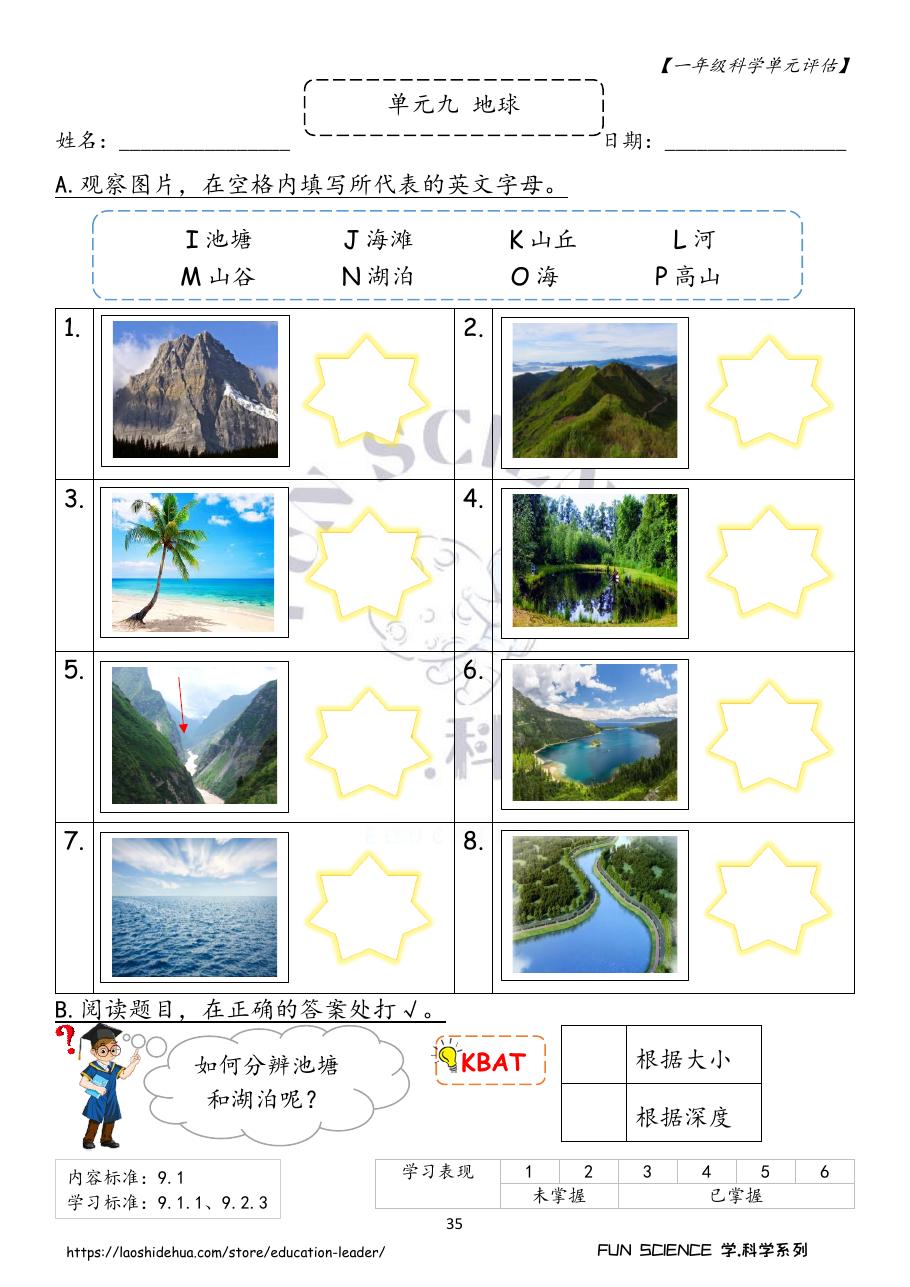 【一年级科学单元评估】
单元九 地球
姓名：________________ 日期：_________________
A. 观察图片，在空格内填写所代表的英文字母。
I 池塘 J 海滩 K 山丘 L 河
M 山谷 N 湖泊 O 海 P 高山
1. 2.
3. 4.
5. 6.
7. 8.
B. 阅读题目，在正确的答案处打√。
?
如何分辨池塘
和湖泊呢？
KBAT
根据大小
根据深度
内容标准：9.1
学习标准：9.1.1、9.2.3
学习表现 1 2 3 4 5 6
未掌握 已掌握
35
https://laoshidehua.com/store/education-leader/ FUN SCIENCE 学.科学系列